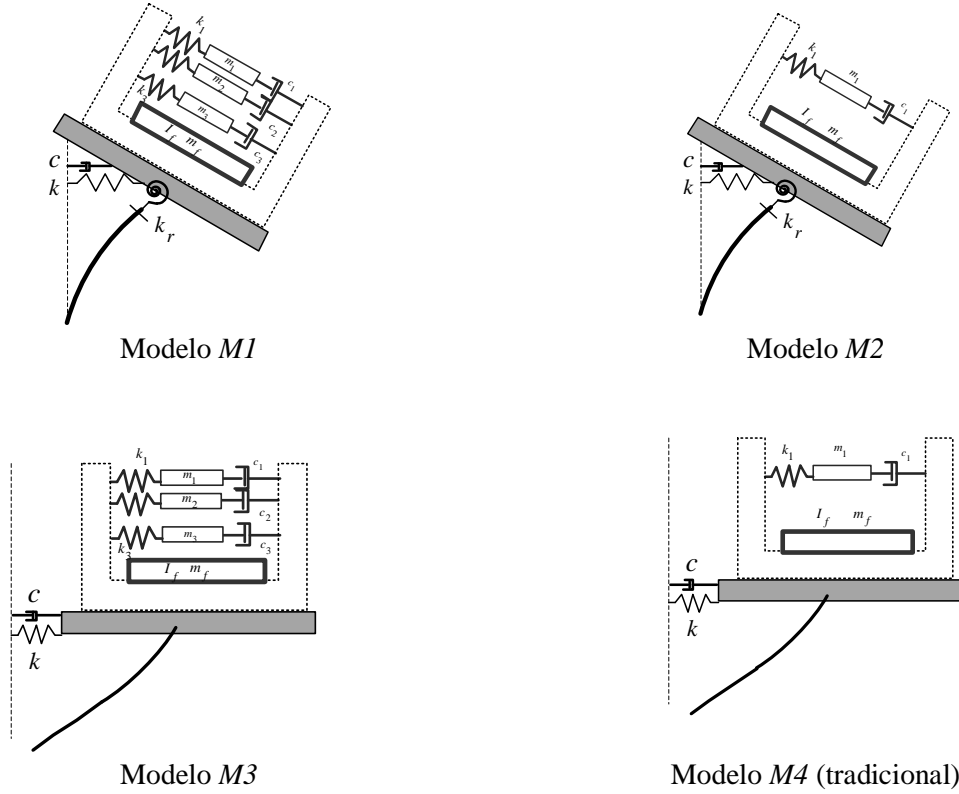 k1
m1
c1
m2
k3
m3
c2
If mf
c3
c
k
kr
Modelo M1
k1
m1
c1
If mf
c
k
kr
Modelo M2
k1
c1
m1
m2
c2
k3
m3
c3
If mf
c
k
Modelo M3
k1
m1
c1
If mf
c
k
Modelo M4 (tradicional)